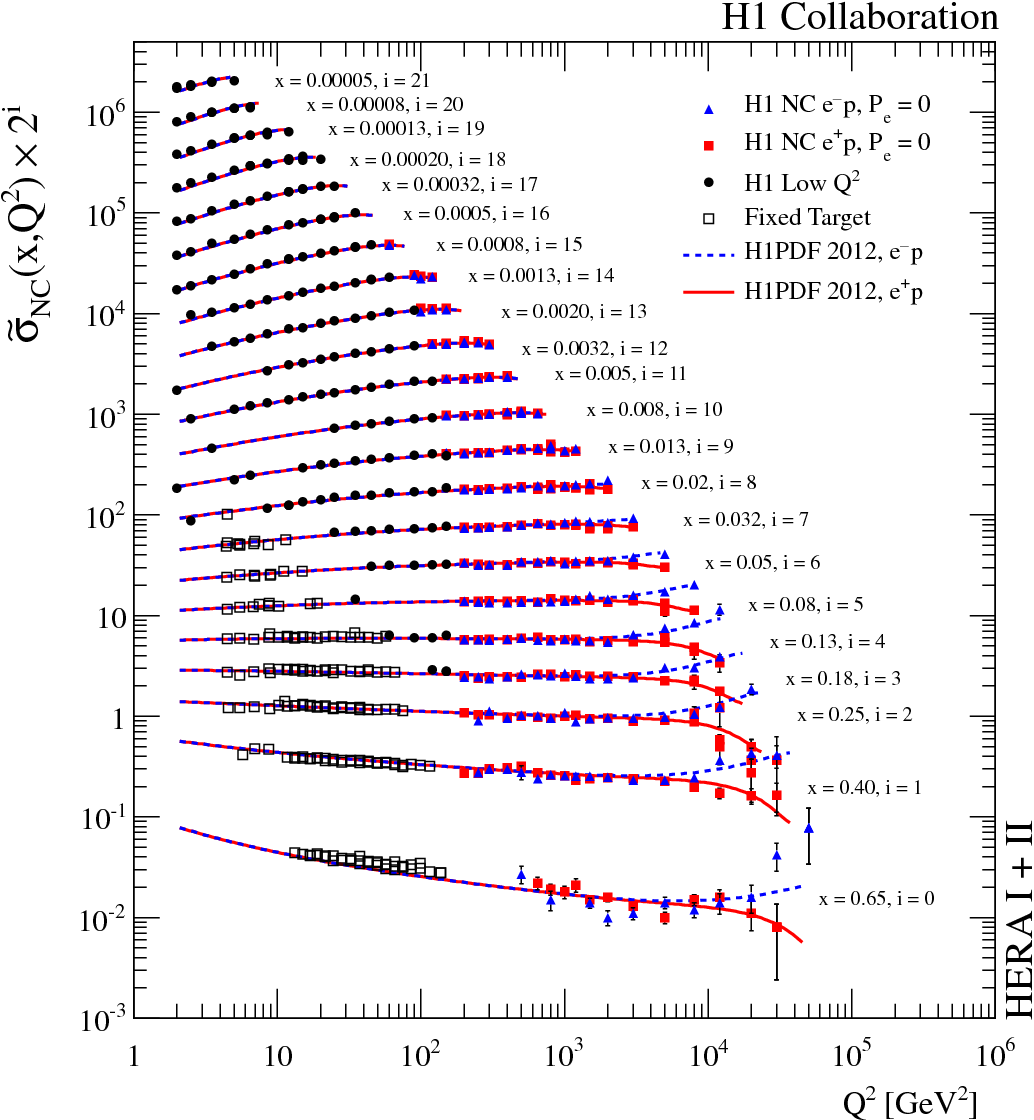 H1 Collaboration
σ̃NC(x,Q²) × 2ⁱ
10⁶
10⁵
10⁴
10³
10²
10
1
10⁻¹
10⁻²
10⁻³
x = 0.00005, i = 21
x = 0.00008, i = 20
x = 0.00013, i = 19
x = 0.00020, i = 18
x = 0.00032, i = 17
x = 0.0005, i = 16
x = 0.0008, i = 15
x = 0.0013, i = 14
x = 0.0020, i = 13
x = 0.0032, i = 12
x = 0.005, i = 11
x = 0.008, i = 10
x = 0.013, i = 9
x = 0.02, i = 8
x = 0.032, i = 7
x = 0.05, i = 6
x = 0.08, i = 5
x = 0.13, i = 4
x = 0.18, i = 3
x = 0.25, i = 2
x = 0.40, i = 1
x = 0.65, i = 0
H1 NC e⁻p, Pₑ = 0
H1 NC e⁺p, Pₑ = 0
H1 Low Q²
Fixed Target
H1PDF 2012, e⁻p
H1PDF 2012, e⁺p
HERA I + II
1 10 10² 10³ 10⁴ 10⁵ 10⁶
Q² [GeV²]